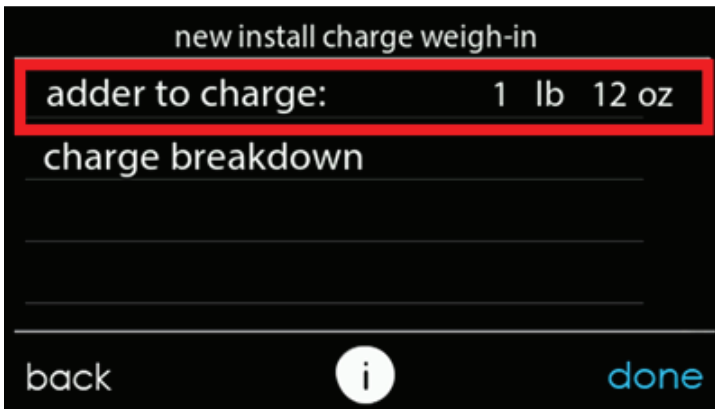 new install charge weigh-in
adder to charge: 1 lb 12 oz
charge breakdown
back i done